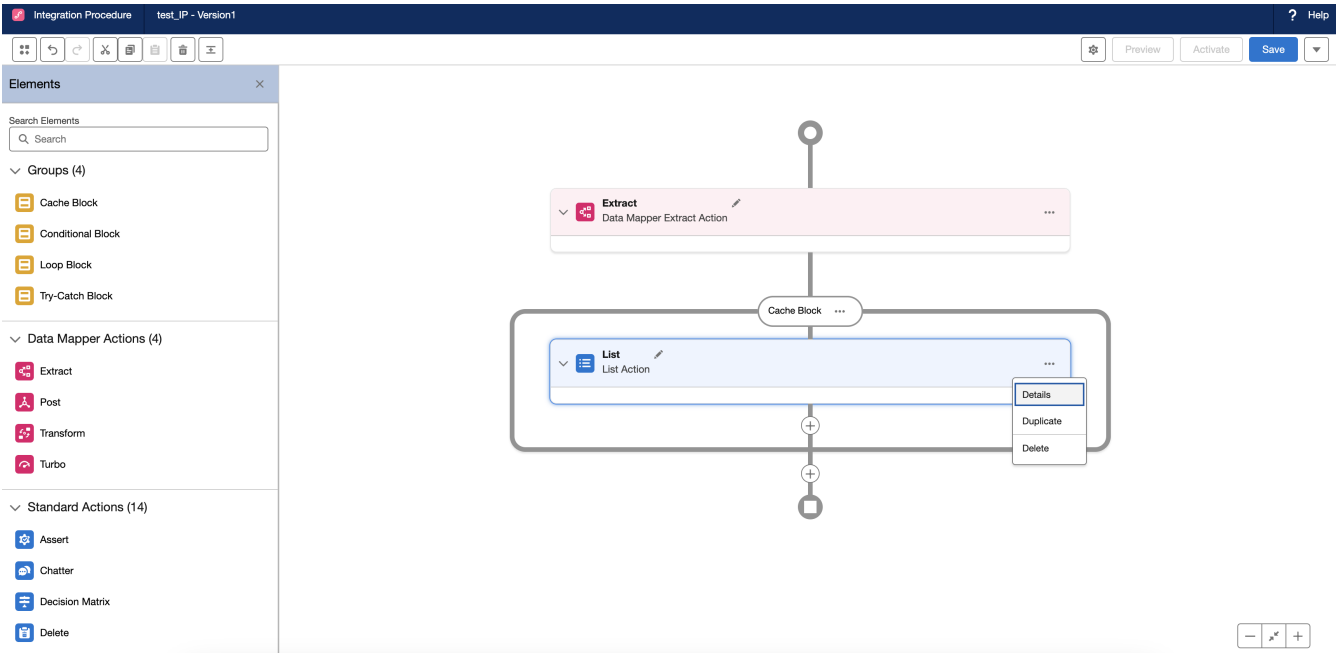 Integration Procedure
test_IP - Version1
? Help
Preview
Activate
Save
Elements
Search Elements
Search
Groups (4)
Cache Block
Conditional Block
Loop Block
Try-Catch Block
Data Mapper Actions (4)
Extract
Post
Transform
Turbo
Standard Actions (14)
Assert
Chatter
Decision Matrix
Delete
Extract
Data Mapper Extract Action
Cache Block
List
List Action
Details
Duplicate
Delete